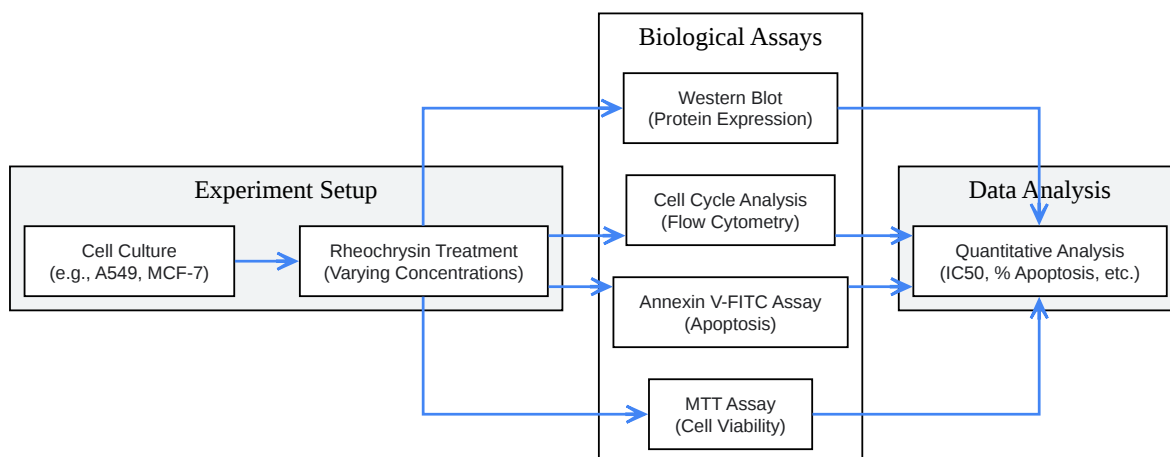 Biological Assays
Western Blot
(Protein Expression)
Experiment Setup
Data Analysis
Cell Culture
(e.g., A549, MCF-7)
Rheochrysin Treatment
(Varying Concentrations)
Cell Cycle Analysis
(Flow Cytometry)
Quantitative Analysis
(IC50, % Apoptosis, etc.)
Annexin V-FITC Assay
(Apoptosis)
MTT Assay
(Cell Viability)